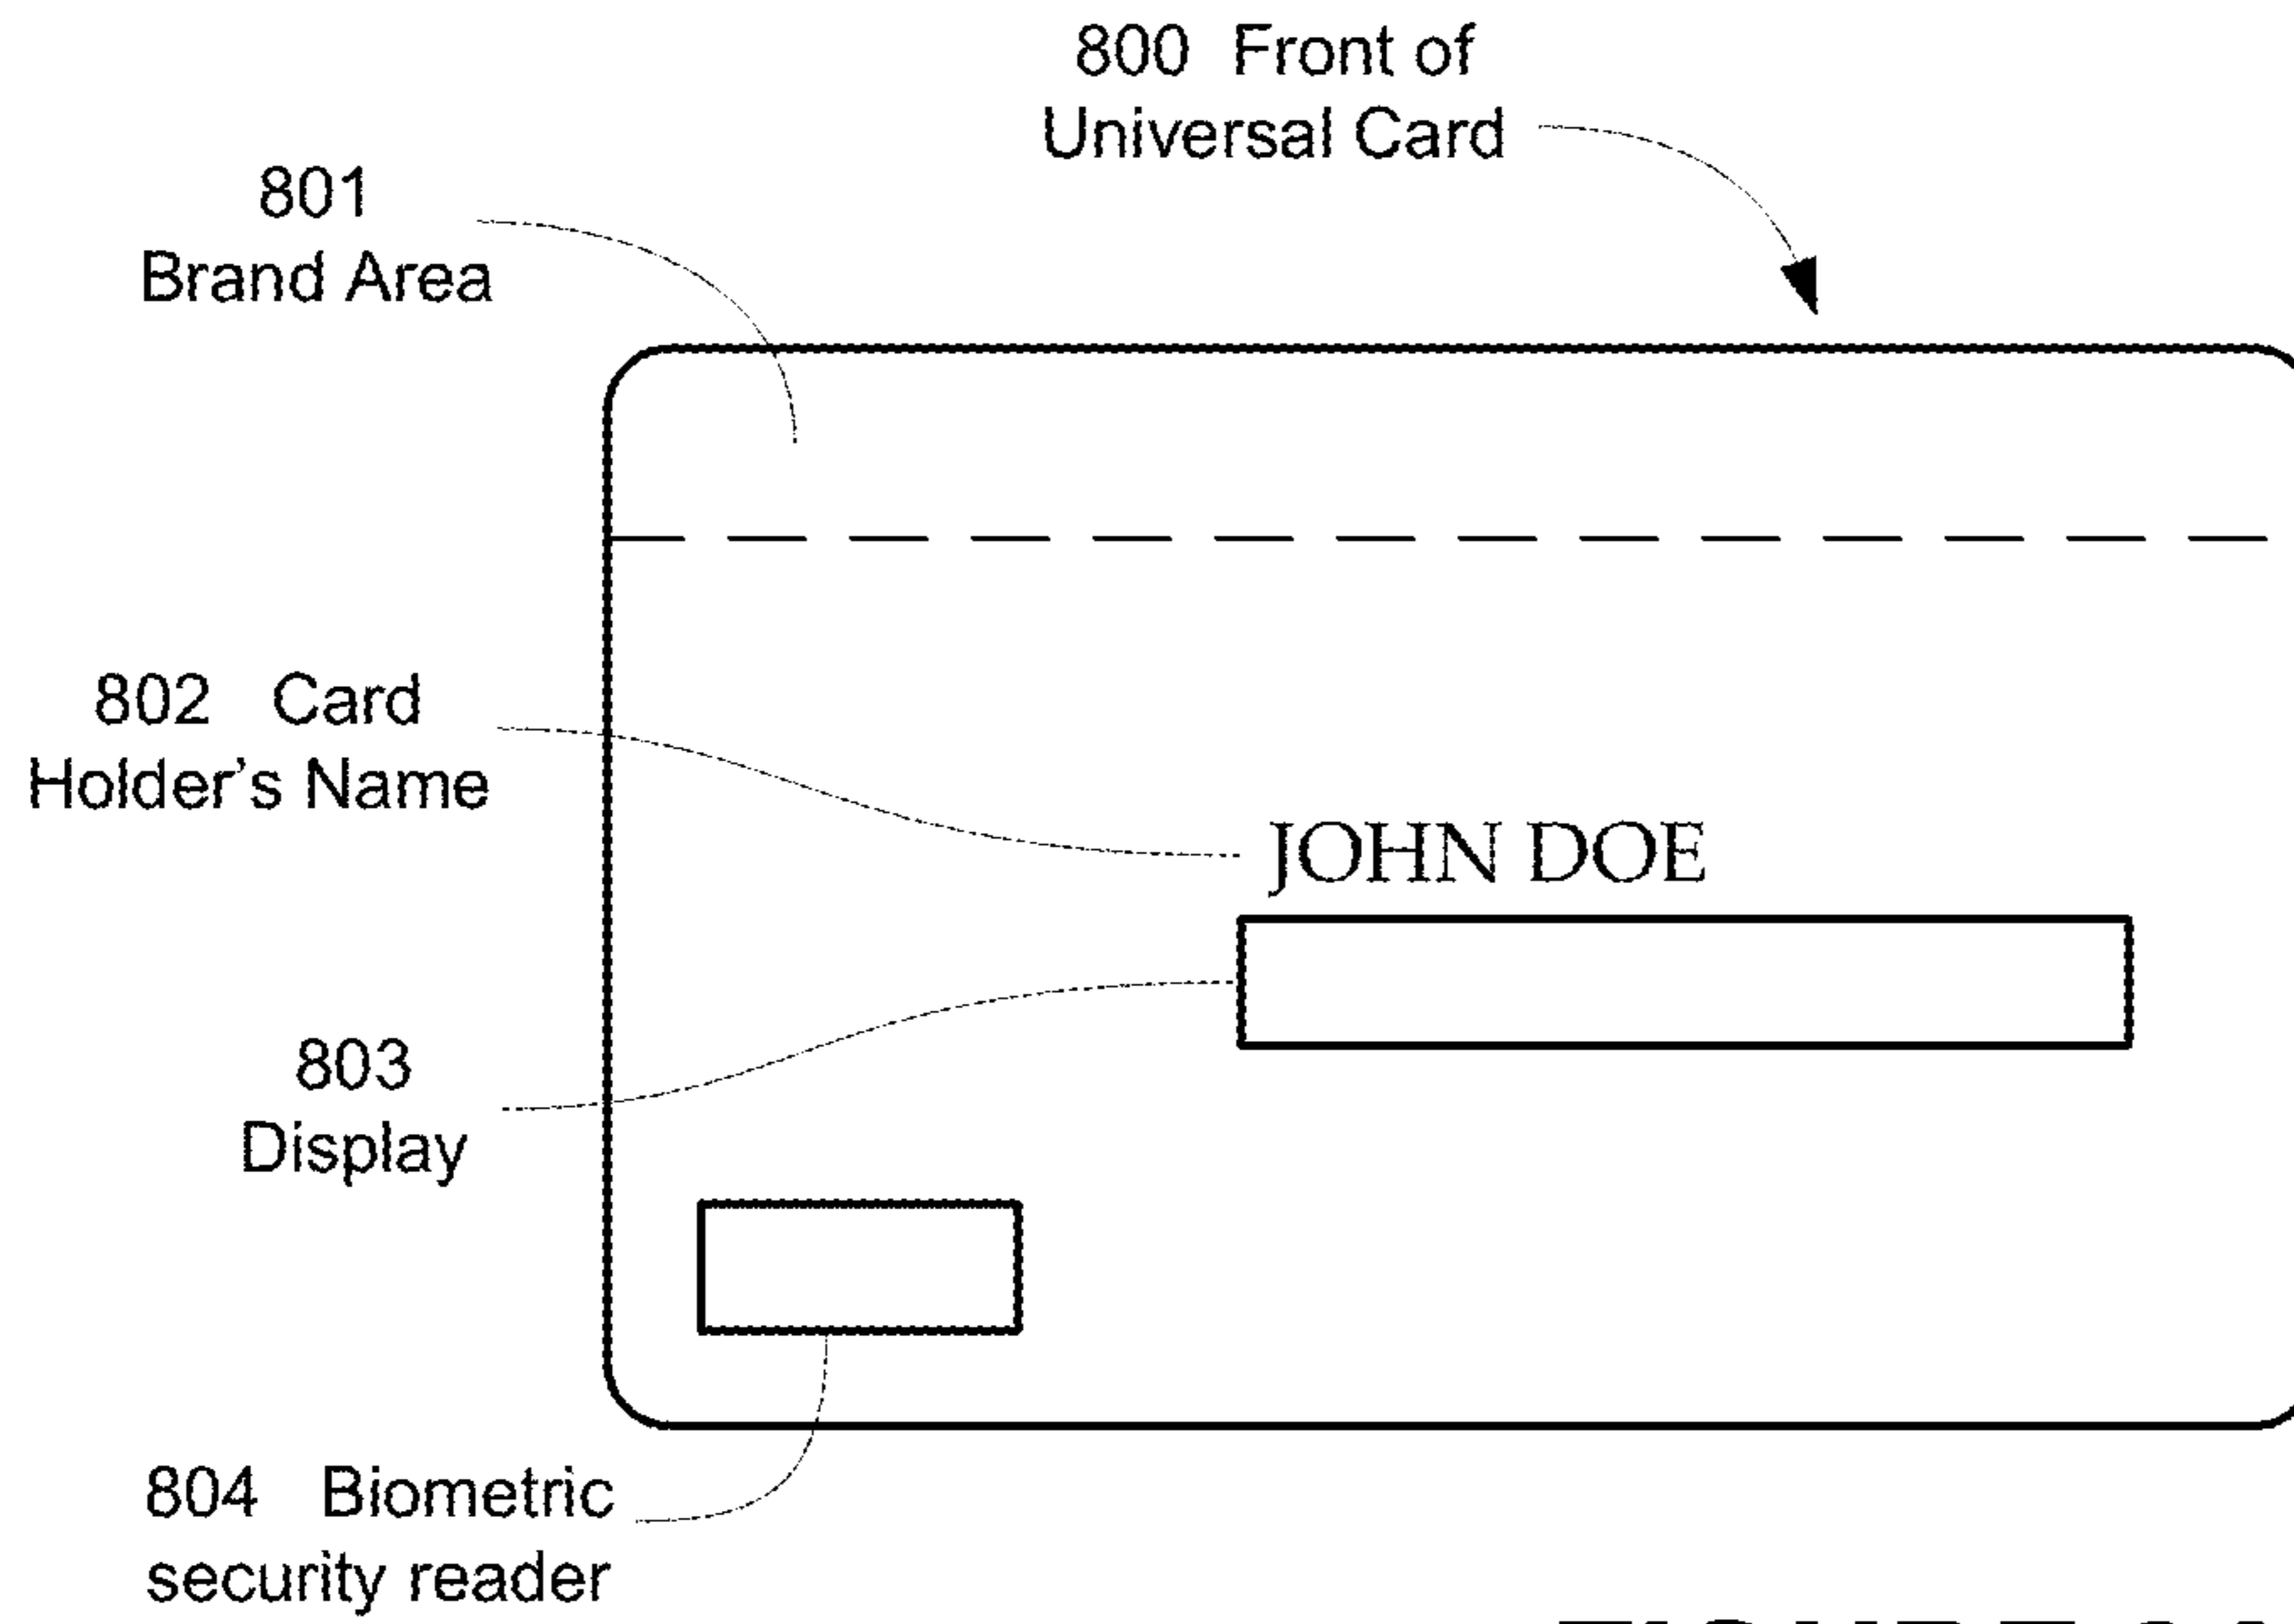 800 Front of
Universal Card
801
Brand Area
802 Card
Holder's Name
JOHN DOE
803
Display
804 Biometric
security reader